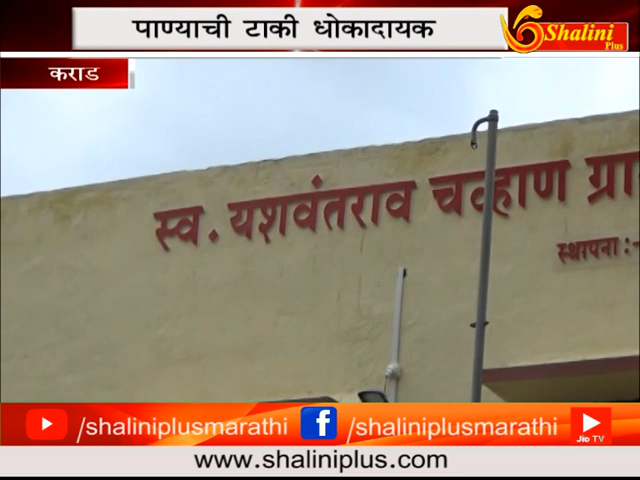 पाण्याची टाकी धोकादायक
Shalini
Plus
कराड
स्व. यशवंतराव चव्हाण
स्थापना :-
/shaliniplusmarathi
/shaliniplusmarathi
Jio TV
www.shaliniplus.com